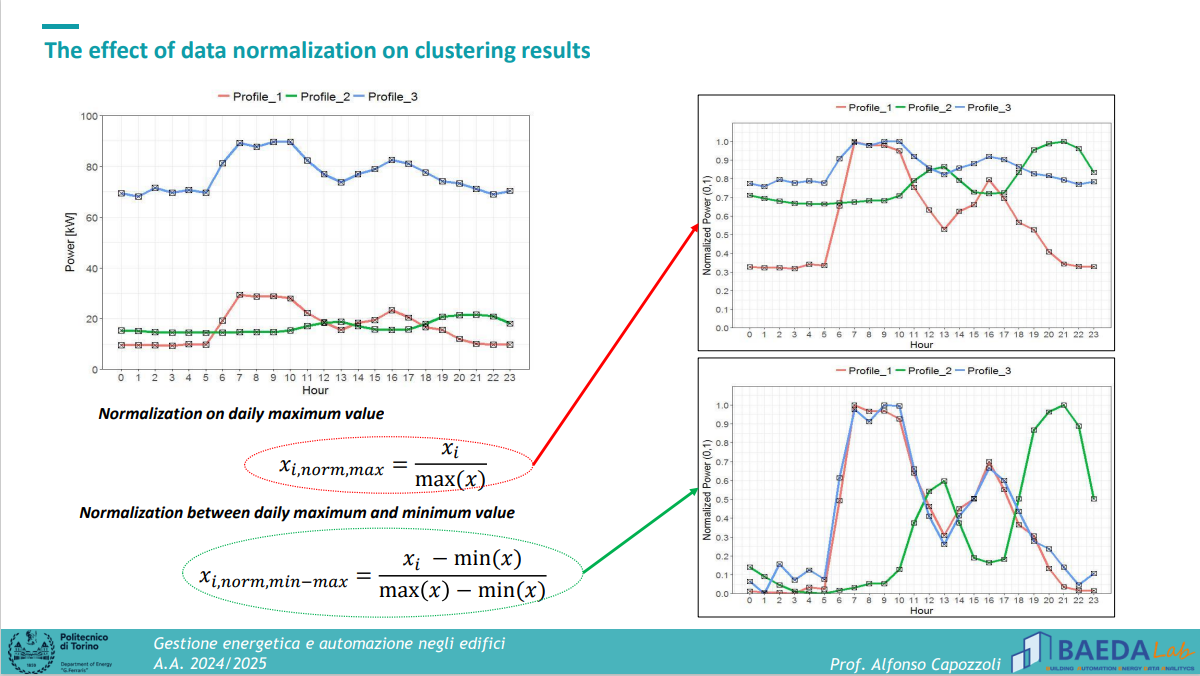 The effect of data normalization on clustering results
Profile_1 Profile_2 Profile_3
100
80
60
40
20
0
Power [kW]
0 1 2 3 4 5 6 7 8 9 10 11 12 13 14 15 16 17 18 19 20 21 22 23
Hour
Normalization on daily maximum value
x_{i,norm,max} = x_i / max(x)
Normalization between daily maximum and minimum value
x_{i,norm,min−max} = (x_i − min(x)) / (max(x) − min(x))
Profile_1 Profile_2 Profile_3
1.0
0.9
0.8
0.7
0.6
0.5
0.4
0.3
0.2
0.1
0.0
Normalized Power (0,1)
0 1 2 3 4 5 6 7 8 9 10 11 12 13 14 15 16 17 18 19 20 21 22 23
Hour
Profile_1 Profile_2 Profile_3
1.0
0.9
0.8
0.7
0.6
0.5
0.4
0.3
0.2
0.1
0.0
Normalized Power (0,1)
0 1 2 3 4 5 6 7 8 9 10 11 12 13 14 15 16 17 18 19 20 21 22 23
Hour
Politecnico
di Torino
Department of Energy
"G.Ferraris"
1859
Gestione energetica e automazione negli edifici
A.A. 2024/2025
Prof. Alfonso Capozzoli
BAEDA Lab
BUILDING AUTOMATION ENERGY DATA ANALITYCS